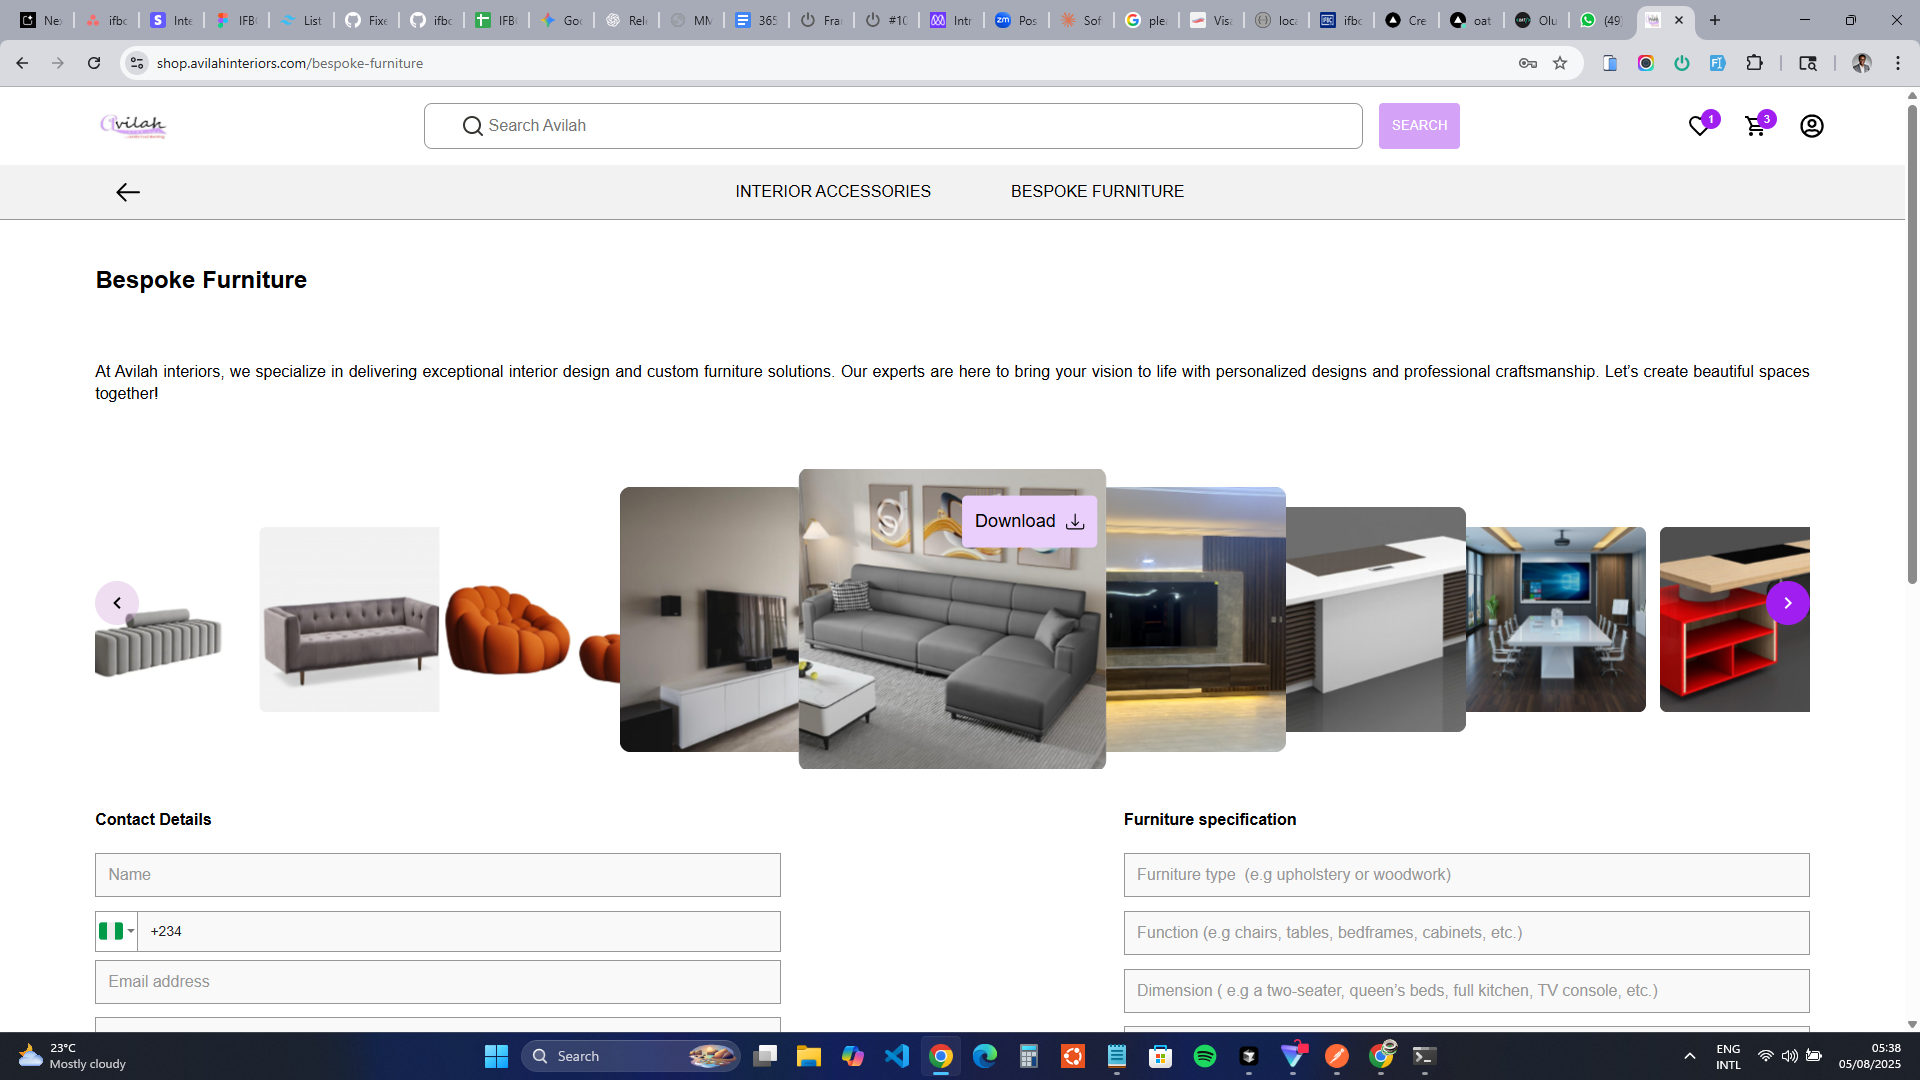 Nex
ifbc
Inte
IFB
List
Fixe
ifbc
IFB
Goo
Rele
MM
365
Fra
#10
Intr
Pos
Sof
ple
Visa
loca
ifbc
Cre
oat
Olu
(49
shop.avilahinteriors.com/bespoke-furniture
Avilah
Search Avilah
SEARCH
1
3
INTERIOR ACCESSORIES
BESPOKE FURNITURE
Bespoke Furniture
At Avilah interiors, we specialize in delivering exceptional interior design and custom furniture solutions. Our experts are here to bring your vision to life with personalized designs and professional craftsmanship. Let’s create beautiful spaces
together!
Download
Contact Details
Name
+234
Email address
Furniture specification
Furniture type (e.g upholstery or woodwork)
Function (e.g chairs, tables, bedframes, cabinets, etc.)
Dimension ( e.g a two-seater, queen’s beds, full kitchen, TV console, etc.)
23°C
Mostly cloudy
Search
ENG
INTL
05:38
05/08/2025